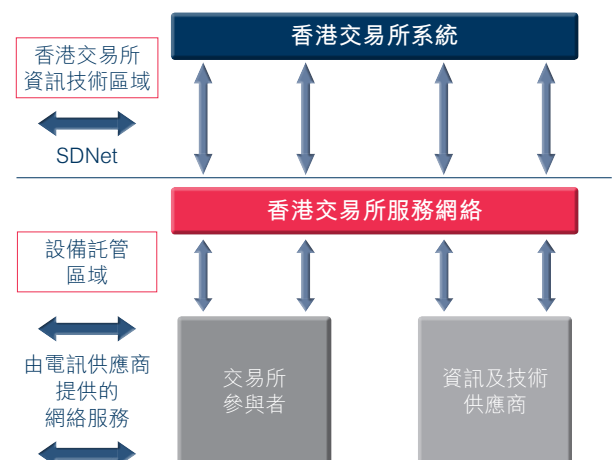 香港交易所系統
香港交易所
資訊技術區域
SDNet
香港交易所服務網絡
設備託管
區域
由電訊供應商
提供的
網絡服務
交易所
參與者
資訊及技術
供應商